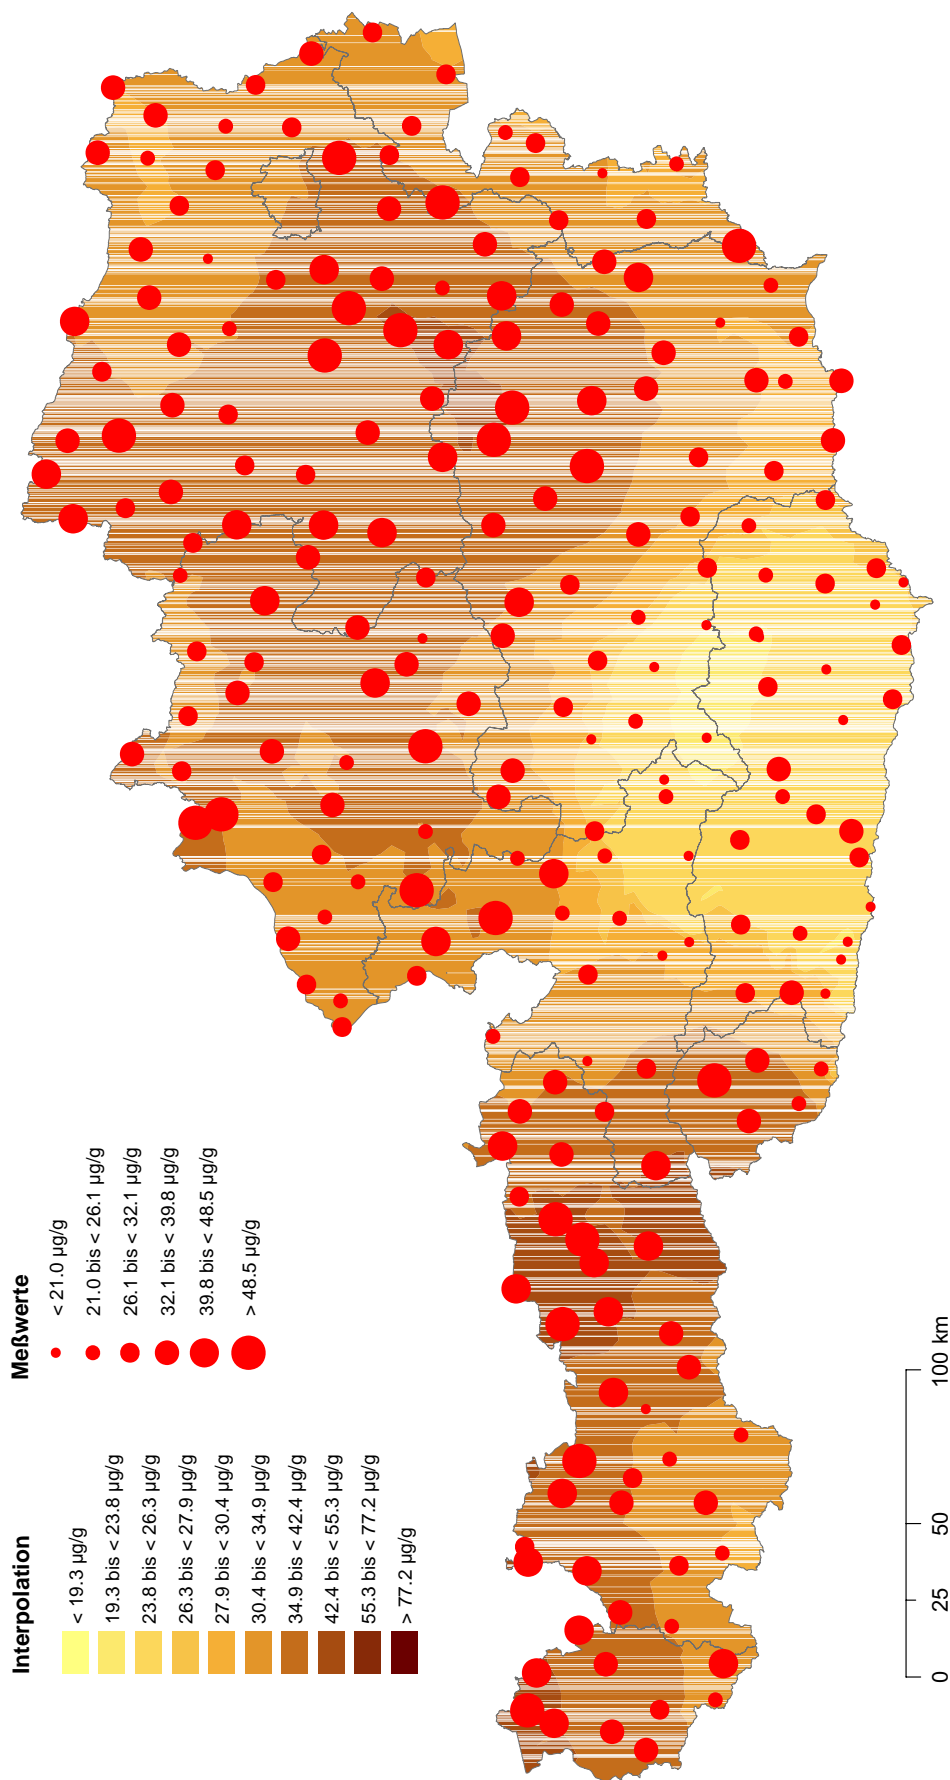 Interpolation
< 19.3 µg/g
19.3 bis < 23.8 µg/g
23.8 bis < 26.3 µg/g
26.3 bis < 27.9 µg/g
27.9 bis < 30.4 µg/g
30.4 bis < 34.9 µg/g
34.9 bis < 42.4 µg/g
42.4 bis < 55.3 µg/g
55.3 bis < 77.2 µg/g
> 77.2 µg/g
Meßwerte
< 21.0 µg/g
21.0 bis < 26.1 µg/g
26.1 bis < 32.1 µg/g
32.1 bis < 39.8 µg/g
39.8 bis < 48.5 µg/g
> 48.5 µg/g
0 25 50 100 km